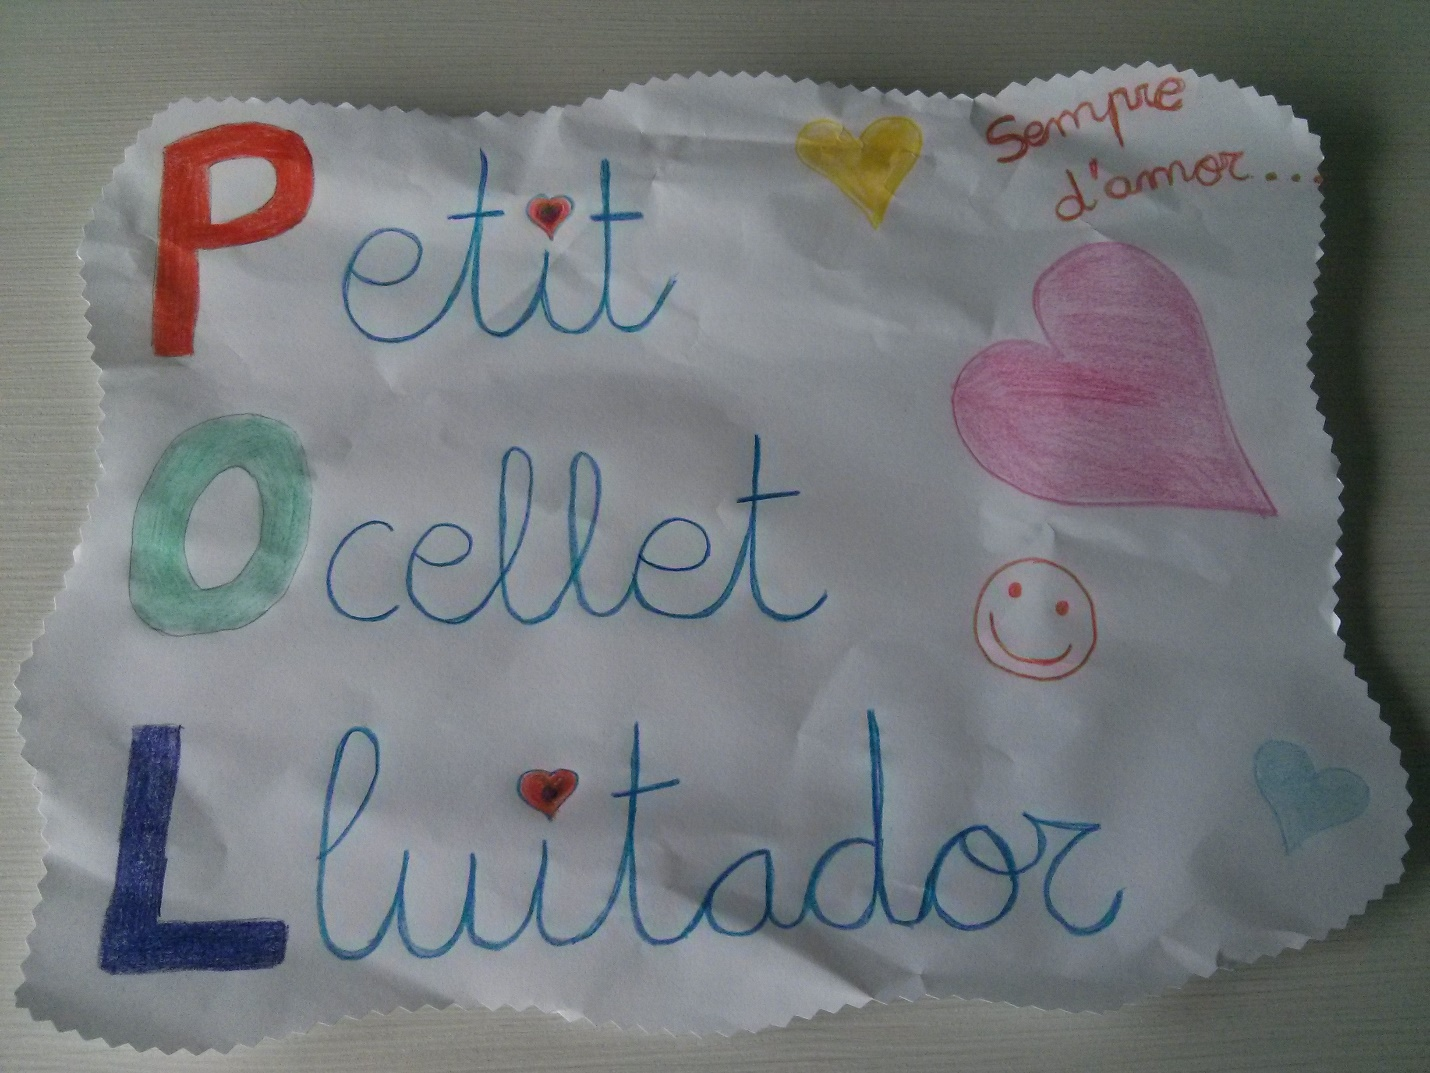 Sempre
d'amor...
Petit
Ocellet
Lluitador